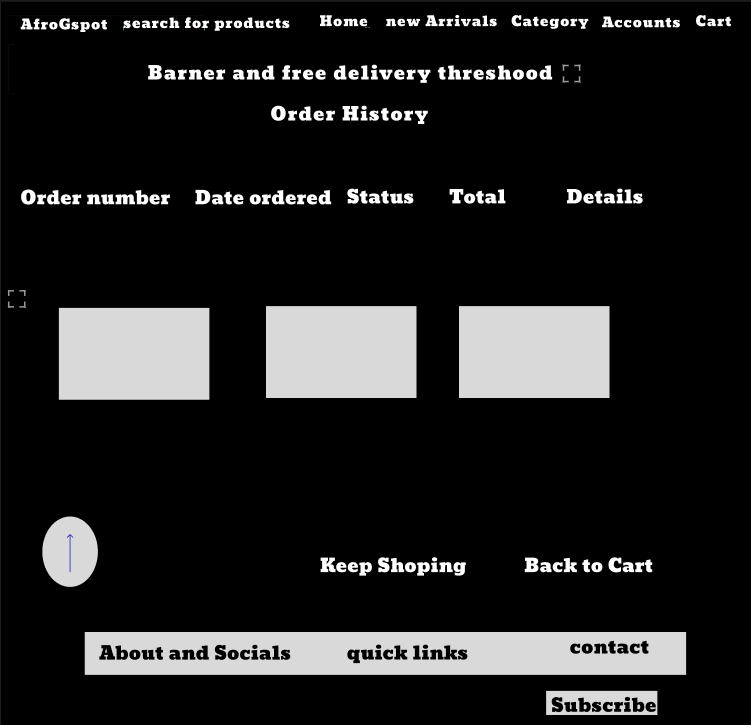 AfroGspot search for products Home new Arrivals Category Accounts Cart
Barner and free delivery threshood
Order History
Order number Date ordered Status Total Details
Keep Shoping Back to Cart
About and Socials quick links contact
Subscribe